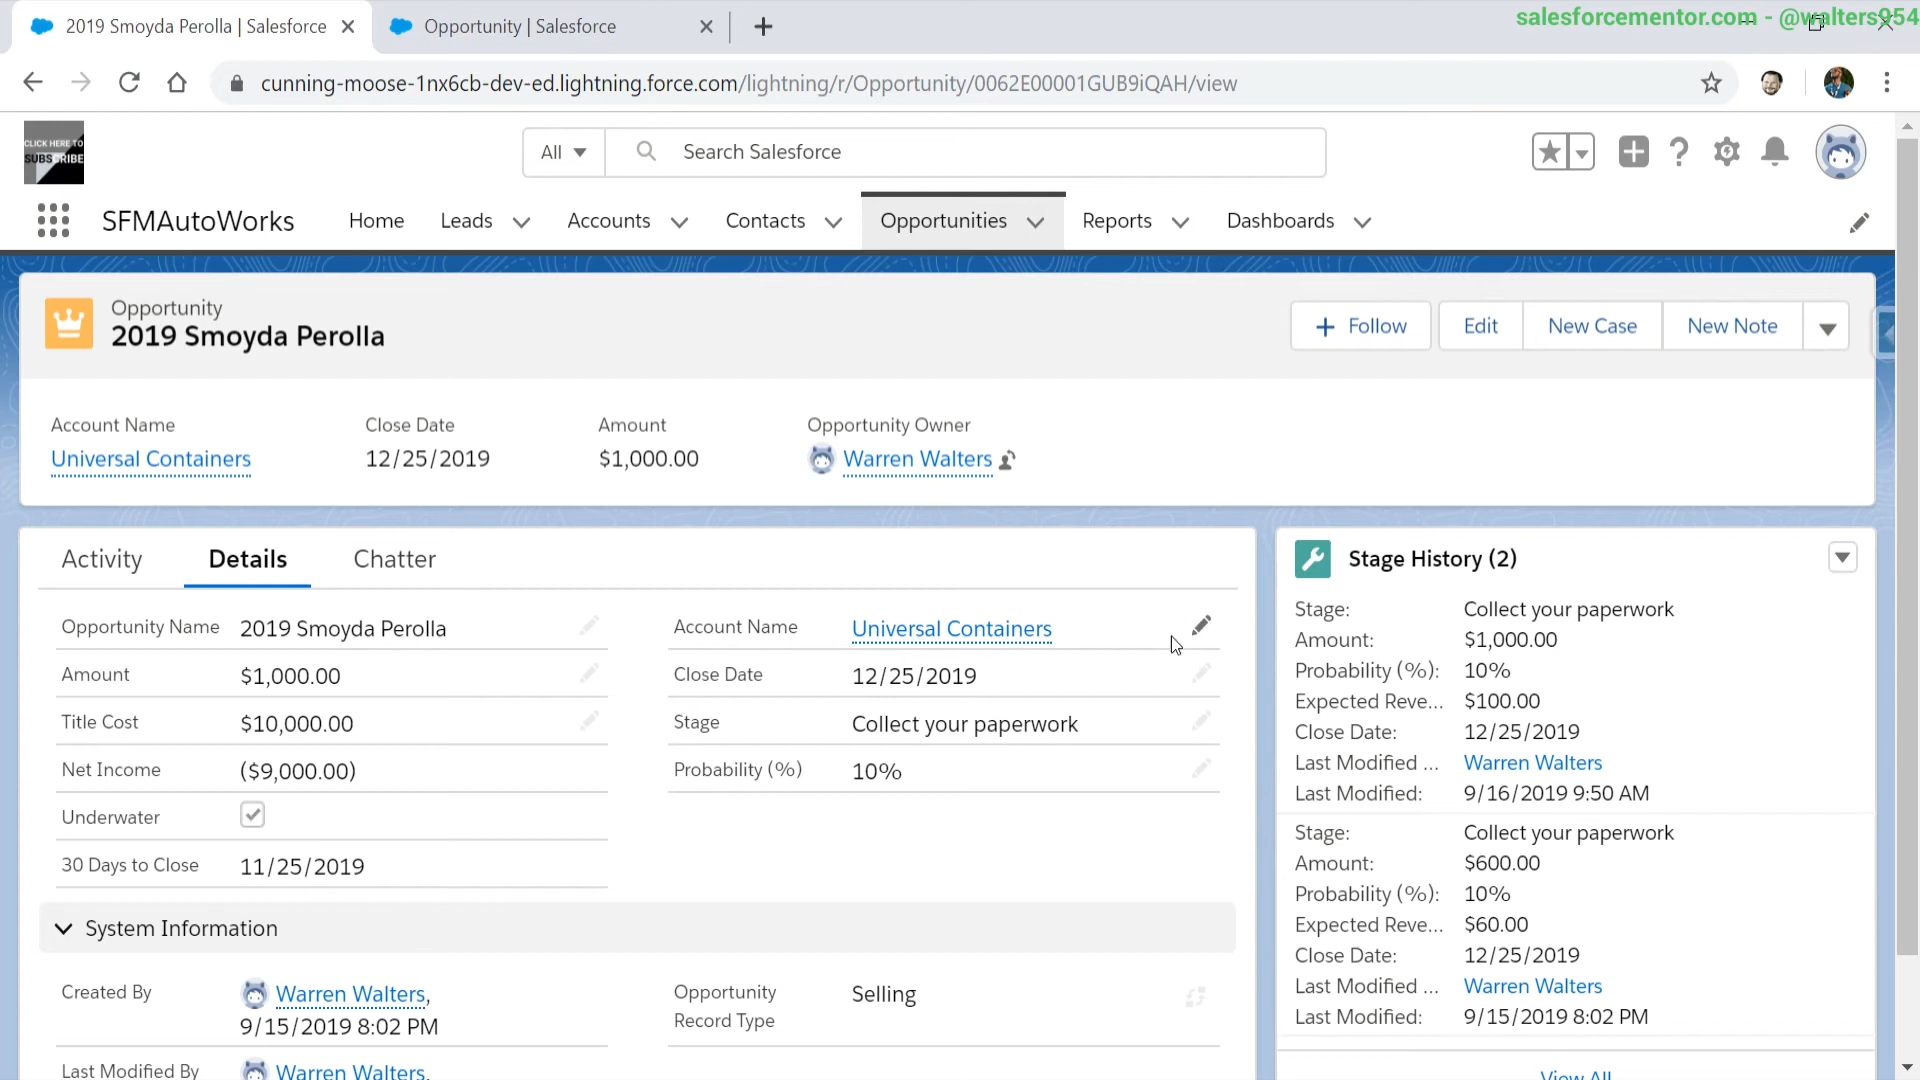 salesforcementor.com - @walters954
2019 Smoyda Perolla | Salesforce
Opportunity | Salesforce
cunning-moose-1nx6cb-dev-ed.lightning.force.com/lightning/r/Opportunity/0062E00001GUB9iQAH/view
CLICK HERE TO
SUBSCRIBE
All
Search Salesforce
SFMAutoWorks
Home
Leads
Accounts
Contacts
Opportunities
Reports
Dashboards
Opportunity
2019 Smoyda Perolla
Follow
Edit
New Case
New Note
Account Name
Universal Containers
Close Date
12/25/2019
Amount
$1,000.00
Opportunity Owner
Warren Walters
Activity
Details
Chatter
Opportunity Name 2019 Smoyda Perolla
Amount $1,000.00
Title Cost $10,000.00
Net Income ($9,000.00)
Underwater
30 Days to Close 11/25/2019
Account Name Universal Containers
Close Date 12/25/2019
Stage Collect your paperwork
Probability (%) 10%
System Information
Created By Warren Walters,
9/15/2019 8:02 PM
Opportunity
Record Type
Selling
Last Modified By Warren Walters,
Stage History (2)
Stage: Collect your paperwork
Amount: $1,000.00
Probability (%): 10%
Expected Reve... $100.00
Close Date: 12/25/2019
Last Modified ... Warren Walters
Last Modified: 9/16/2019 9:50 AM
Stage: Collect your paperwork
Amount: $600.00
Probability (%): 10%
Expected Reve... $60.00
Close Date: 12/25/2019
Last Modified ... Warren Walters
Last Modified: 9/15/2019 8:02 PM
View All